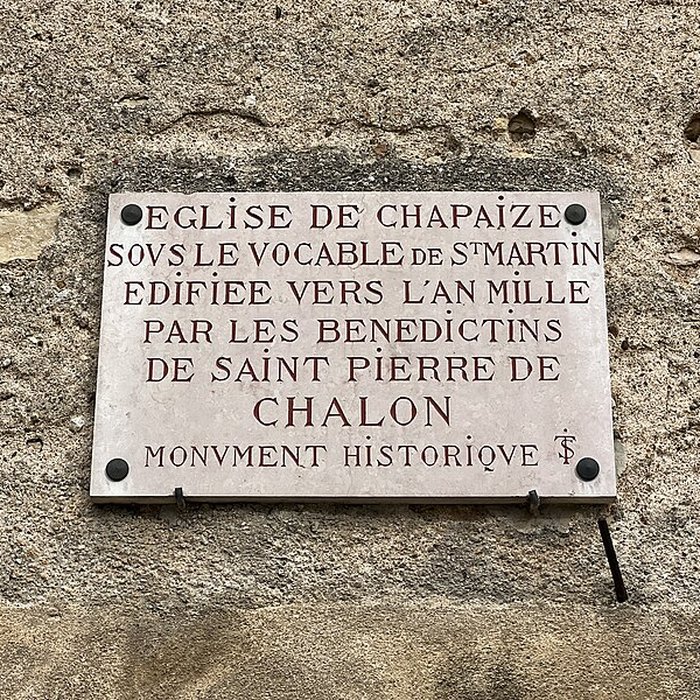 EGLiSE DE CHAPAiZE
SOVS LE VOCABLE DE ST MARTiN
EDiFiEE VERS L'AN MiLLE
PAR LES BENEDiCTiNS
DE SAiNT PiERRE DE
CHALON
MONVMENT HiSTORiQVE